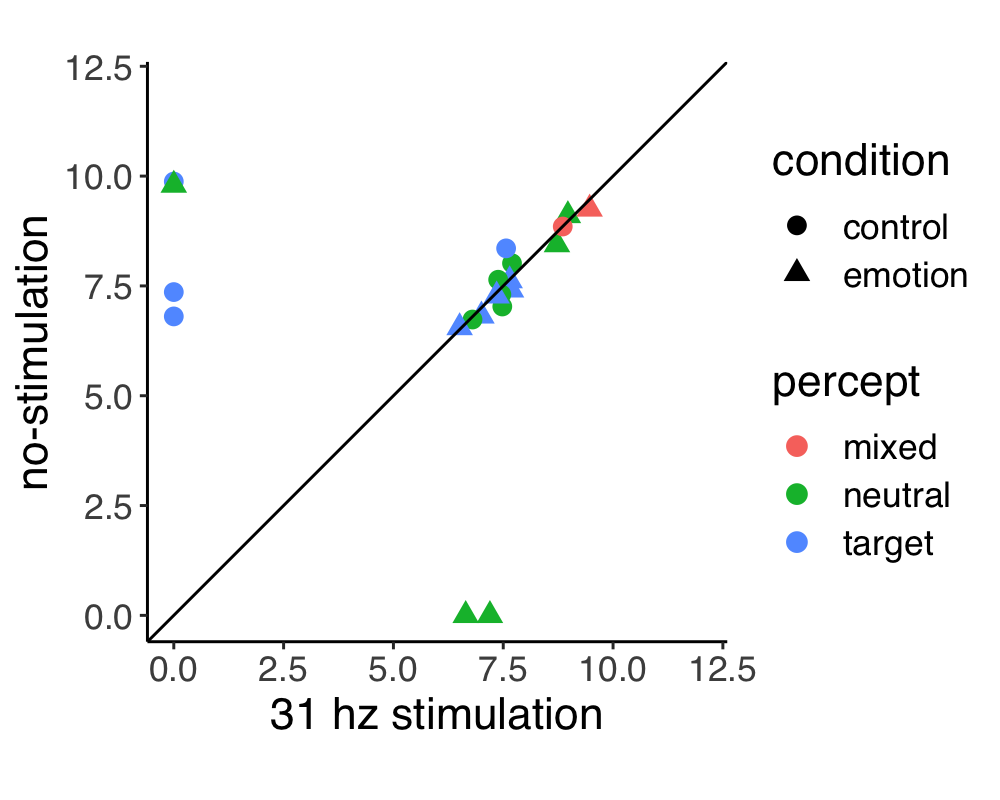 12.5
10.0
7.5
5.0
2.5
0.0
no-stimulation
0.0 2.5 5.0 7.5 10.0 12.5
31 hz stimulation
condition
control
emotion
percept
mixed
neutral
target